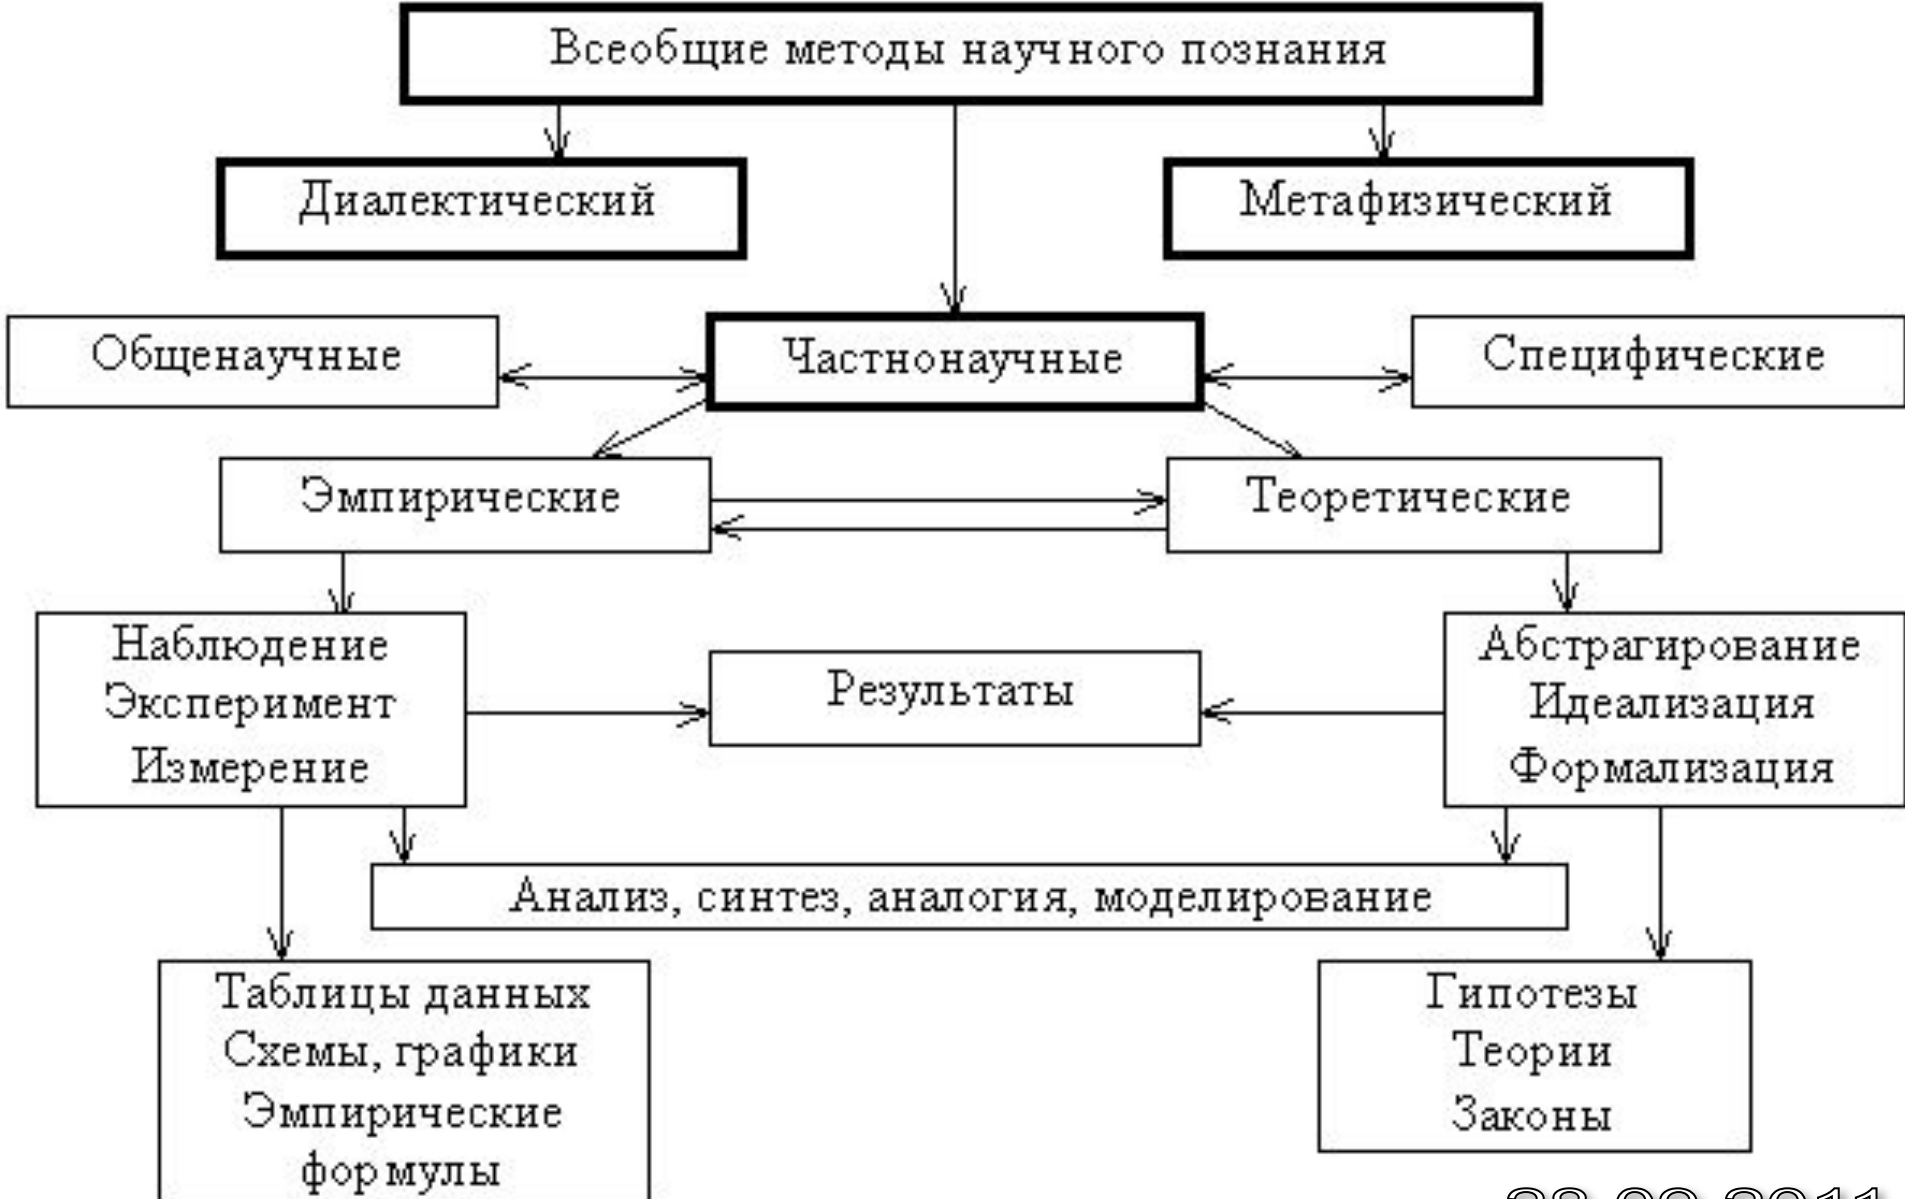 Всеобщие методы научного познания
Диалектический
Метафизический
Общенаучные
Частнонаучные
Специфические
Эмпирические
Теоретические
Наблюдение
Эксперимент
Измерение
Результаты
Абстрагирование
Идеализация
Формализация
Анализ, синтез, аналогия, моделирование
Таблицы данных
Схемы, графики
Эмпирические
формулы
Гипотезы
Теории
Законы